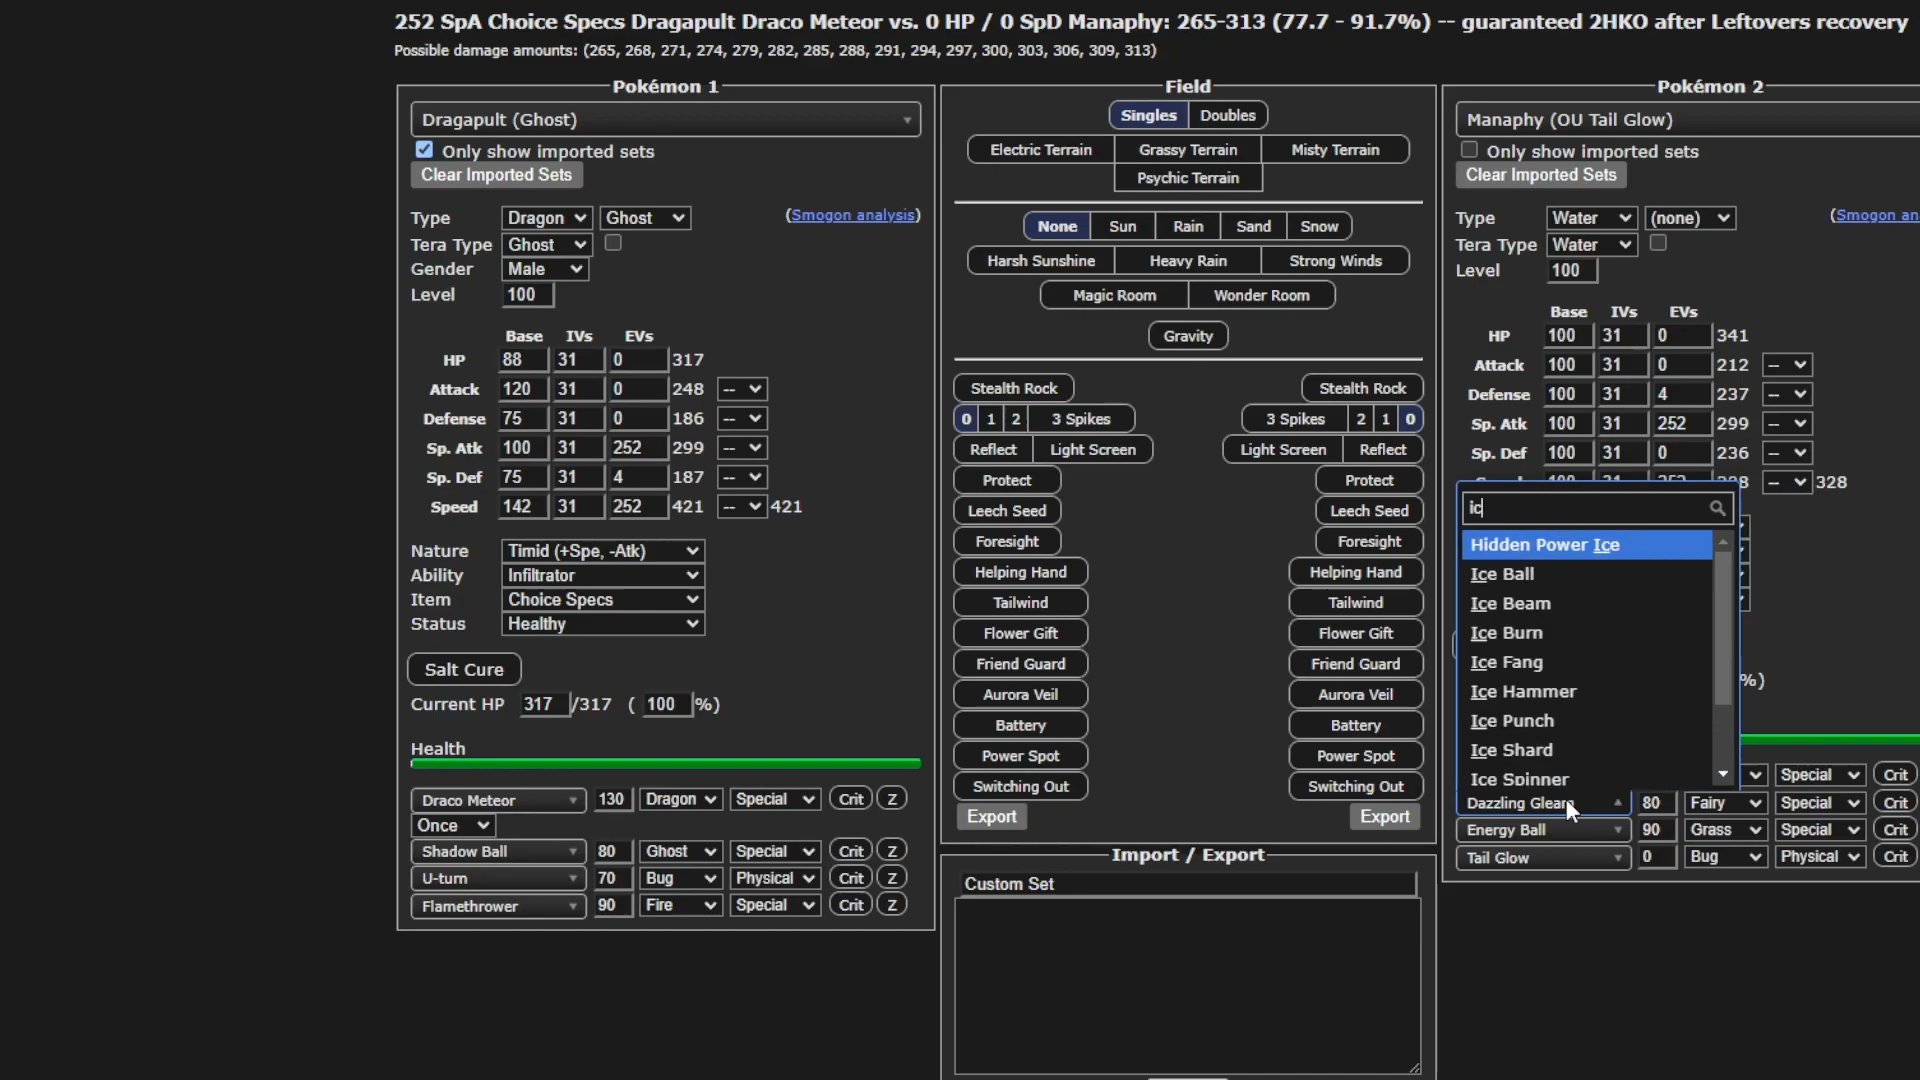 252 SpA Choice Specs Dragapult Draco Meteor vs. 0 HP / 0 SpD Manaphy: 265-313 (77.7 - 91.7%) -- guaranteed 2HKO after Leftovers recovery
Possible damage amounts: (265, 268, 271, 274, 279, 282, 285, 288, 291, 294, 297, 300, 303, 306, 309, 313)
Pokémon 1
Dragapult (Ghost)
Only show imported sets
Clear Imported Sets
Type Dragon Ghost (Smogon analysis)
Tera Type Ghost
Gender Male
Level 100
Base IVs EVs
HP 88 31 0 317
Attack 120 31 0 248 --
Defense 75 31 0 186 --
Sp. Atk 100 31 252 299 --
Sp. Def 75 31 4 187 --
Speed 142 31 252 421 -- 421
Nature Timid (+Spe, -Atk)
Ability Infiltrator
Item Choice Specs
Status Healthy
Salt Cure
Current HP 317 /317 ( 100 %)
Health
Draco Meteor 130 Dragon Special Crit Z
Once
Shadow Ball 80 Ghost Special Crit Z
U-turn 70 Bug Physical Crit Z
Flamethrower 90 Fire Special Crit Z
Field
Singles Doubles
Electric Terrain Grassy Terrain Misty Terrain
Psychic Terrain
None Sun Rain Sand Snow
Harsh Sunshine Heavy Rain Strong Winds
Magic Room Wonder Room
Gravity
Stealth Rock Stealth Rock
0 1 2 3 Spikes 3 Spikes 2 1 0
Reflect Light Screen Light Screen Reflect
Protect Protect
Leech Seed Leech Seed
Foresight Foresight
Helping Hand Helping Hand
Tailwind Tailwind
Flower Gift Flower Gift
Friend Guard Friend Guard
Aurora Veil Aurora Veil
Battery Battery
Power Spot Power Spot
Switching Out Switching Out
Export Export
Import / Export
Custom Set
Pokémon 2
Manaphy (OU Tail Glow)
Only show imported sets
Clear Imported Sets
Type Water (none) (Smogon an
Tera Type Water
Level 100
Base IVs EVs
HP 100 31 0 341
Attack 100 31 0 212 --
Defense 100 31 4 237 --
Sp. Atk 100 31 252 299 --
Sp. Def 100 31 0 236 --
-- 328
ic
Hidden Power Ice
Ice Ball
Ice Beam
Ice Burn
Ice Fang
Ice Hammer
Ice Punch
Ice Shard
Ice Spinner
%)
Special Crit
Dazzling Gleam 80 Fairy Special Crit
Energy Ball 90 Grass Special Crit
Tail Glow 0 Bug Physical Crit